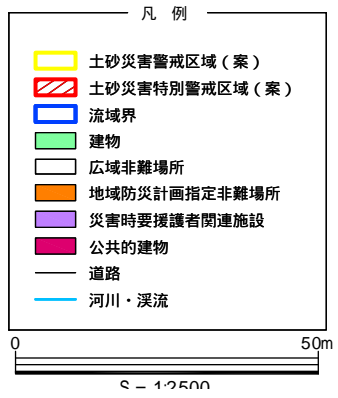 凡 例
土砂災害警戒区域（案）
土砂災害特別警戒区域（案）
流域界
建物
広域非難場所
地域防災計画指定非難場所
災害時要援護者関連施設
公共的建物
道路
河川・渓流
0 50m
S = 1:2500